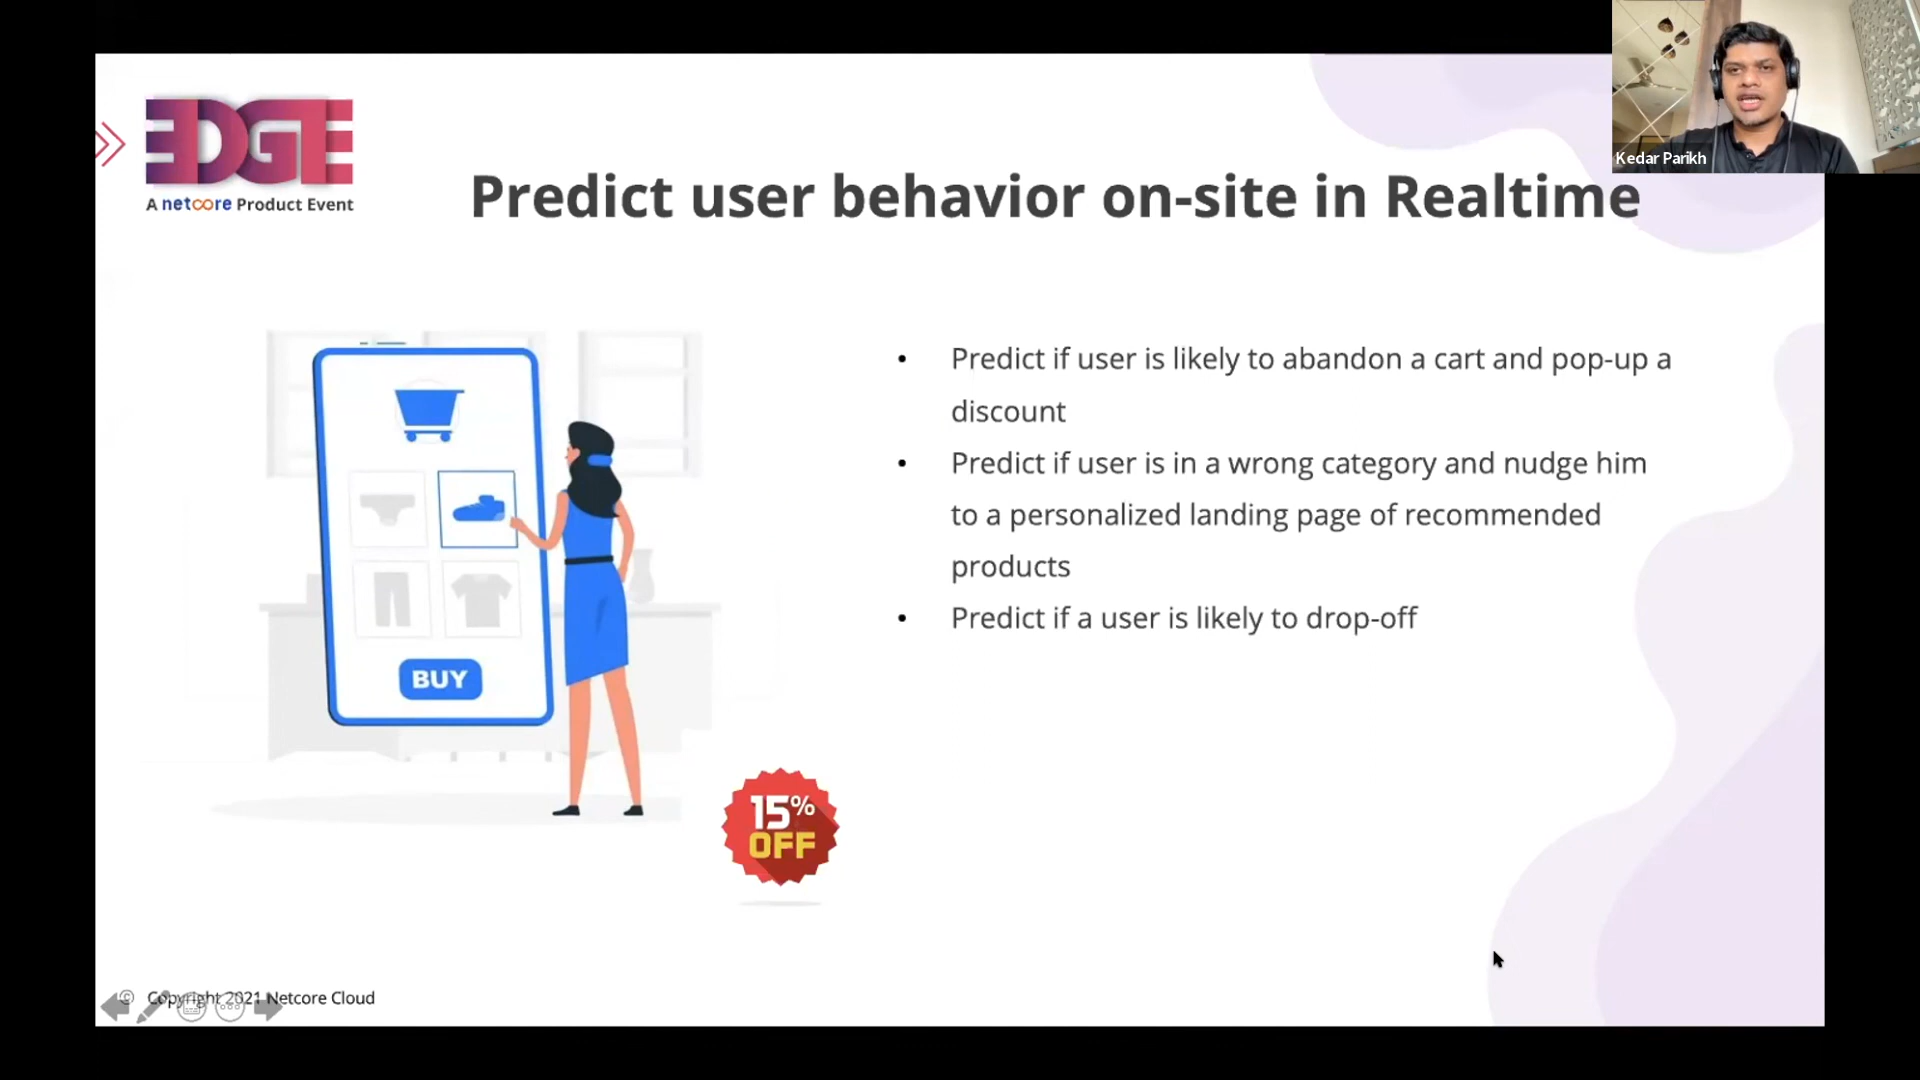 EDGE
A netcore Product Event
Kedar Parikh
Predict user behavior on-site in Realtime
• Predict if user is likely to abandon a cart and pop-up a
discount
• Predict if user is in a wrong category and nudge him
to a personalized landing page of recommended
products
• Predict if a user is likely to drop-off
BUY
15%
OFF
© Copyright 2021 Netcore Cloud